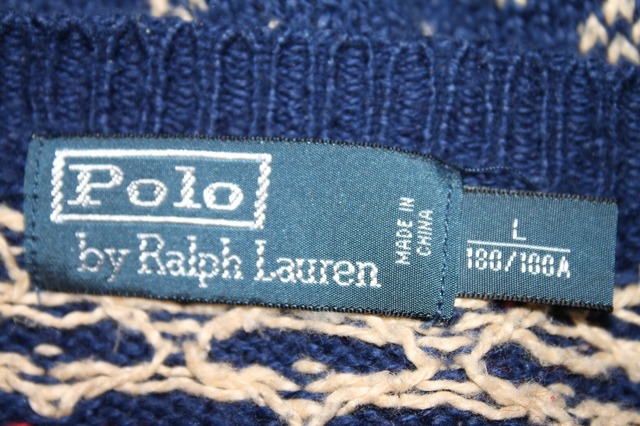 Polo
by Ralph Lauren
MADE IN
CHINA
L
180/100A